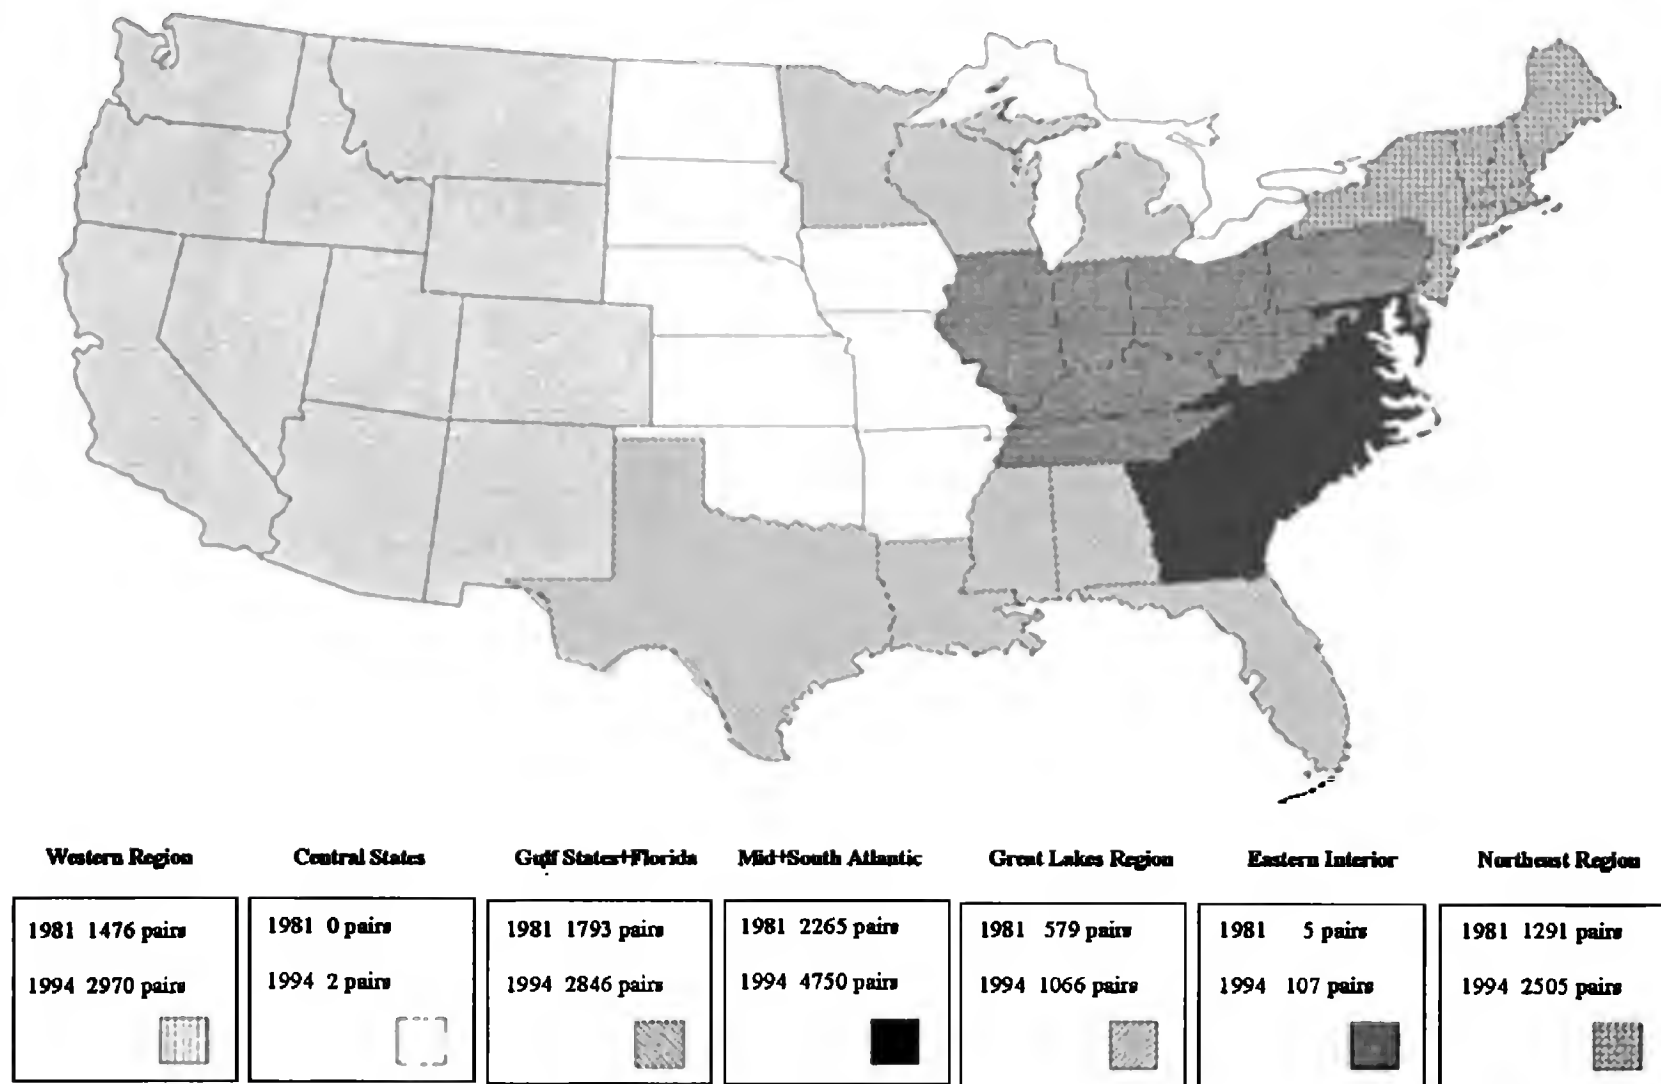 Western Region
Central States
Gulf States+Florida
Mid+South Atlantic
Great Lakes Region
Eastern Interior
Northeast Region
1981 1476 pairs
1994 2970 pairs
1981 0 pairs
1994 2 pairs
1981 1793 pairs
1994 2846 pairs
1981 2265 pairs
1994 4750 pairs
1981 579 pairs
1994 1066 pairs
1981 5 pairs
1994 107 pairs
1981 1291 pairs
1994 2505 pairs